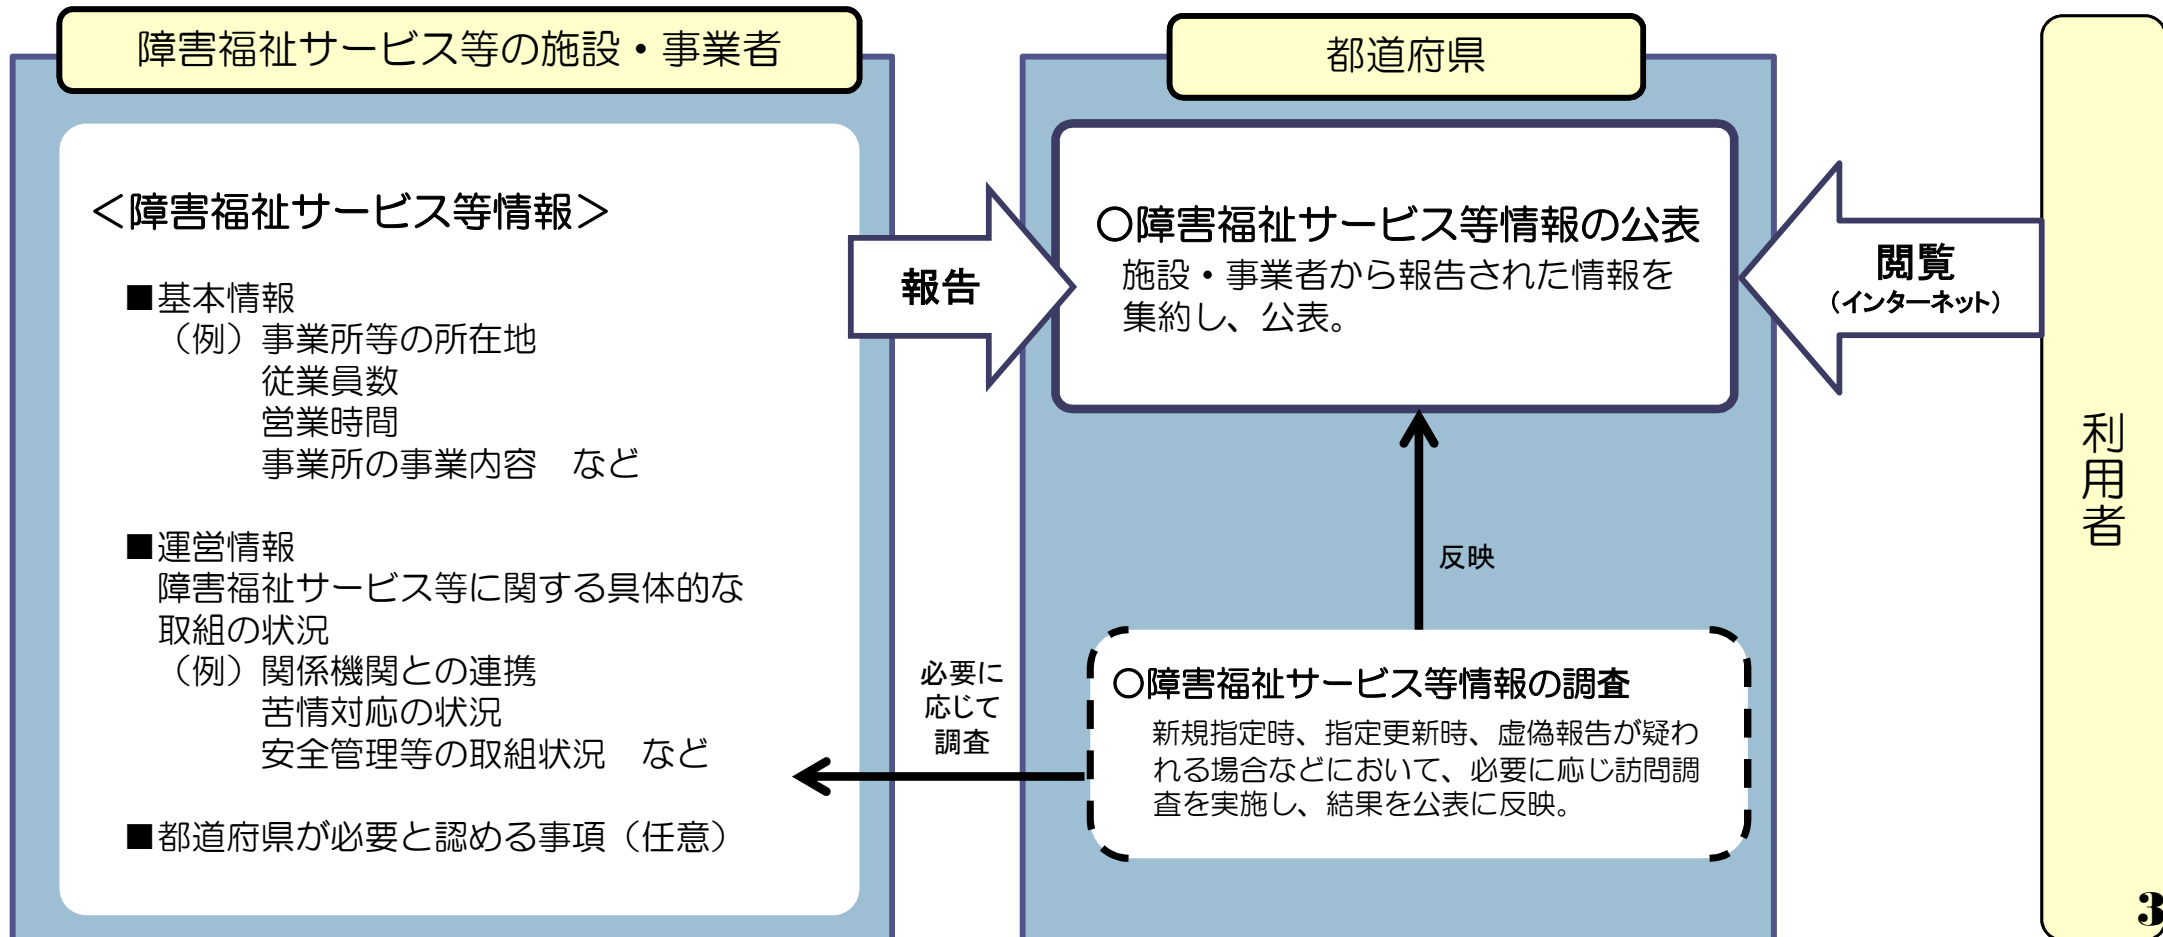 障害福祉サービス等の施設・事業者
＜障害福祉サービス等情報＞
■基本情報
（例）事業所等の所在地
従業員数
営業時間
事業所の事業内容　など
■運営情報
障害福祉サービス等に関する具体的な
取組の状況
（例）関係機関との連携
苦情対応の状況
安全管理等の取組状況　など
■都道府県が必要と認める事項（任意）
報告
必要に
応じて
調査
都道府県
○障害福祉サービス等情報の公表
施設・事業者から報告された情報を
集約し、公表。
反映
○障害福祉サービス等情報の調査
新規指定時、指定更新時、虚偽報告が疑わ
れる場合などにおいて、必要に応じ訪問調
査を実施し、結果を公表に反映。
閲覧
（インターネット）
利用者
3